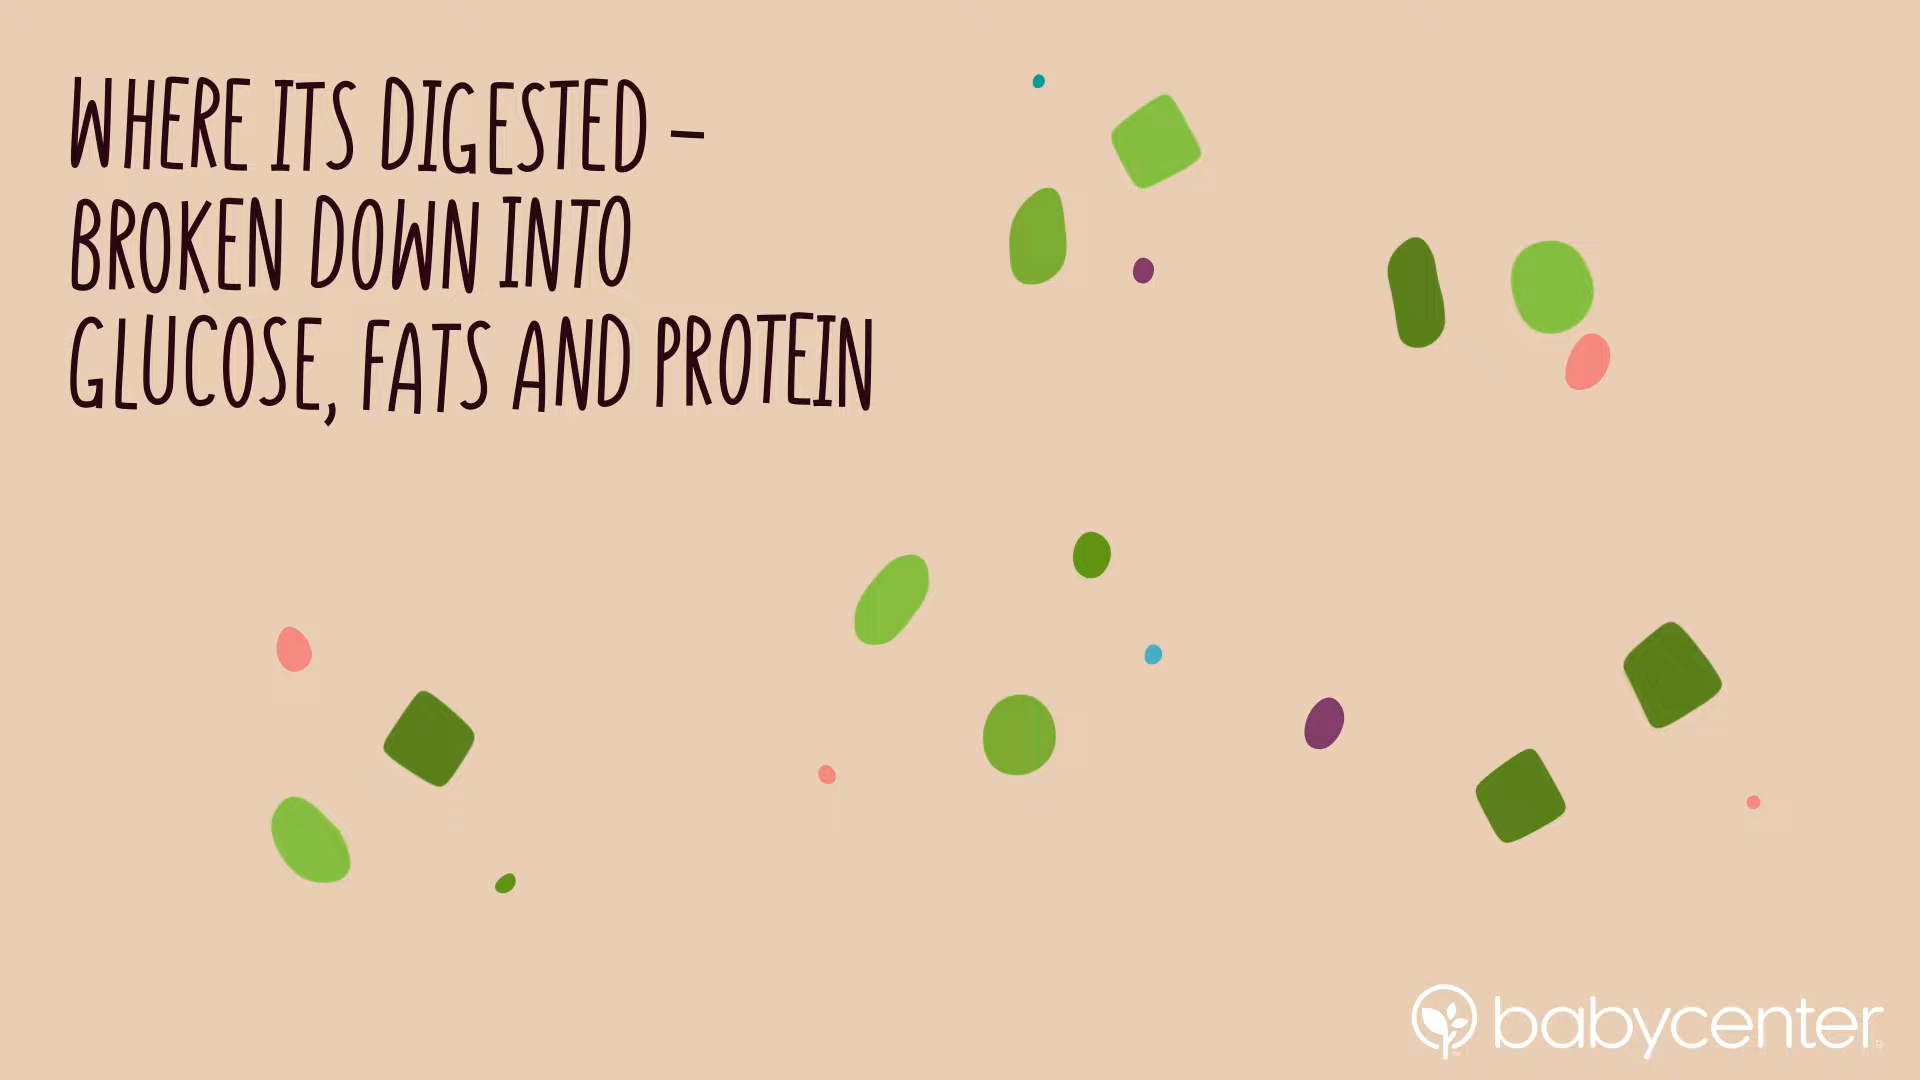 WHERE ITS DIGESTED –
BROKEN DOWN INTO
GLUCOSE, FATS AND PROTEIN
babycenter